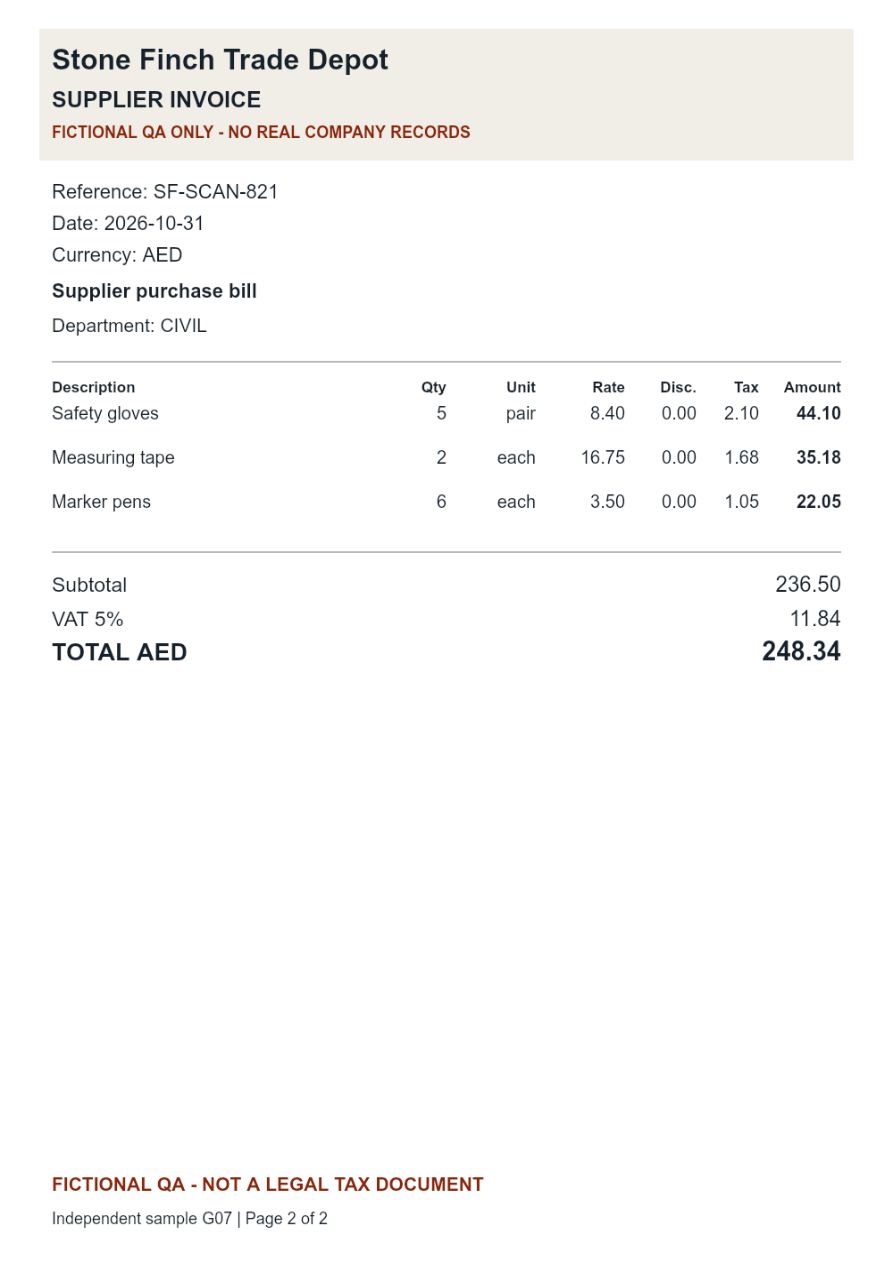 Stone Finch Trade Depot
SUPPLIER INVOICE
FICTIONAL QA ONLY - NO REAL COMPANY RECORDS
Reference: SF-SCAN-821
Date: 2026-10-31
Currency: AED
Supplier purchase bill
Department: CIVIL
Description Qty Unit Rate Disc. Tax Amount
Safety gloves 5 pair 8.40 0.00 2.10 44.10
Measuring tape 2 each 16.75 0.00 1.68 35.18
Marker pens 6 each 3.50 0.00 1.05 22.05
Subtotal 236.50
VAT 5% 11.84
TOTAL AED 248.34
FICTIONAL QA - NOT A LEGAL TAX DOCUMENT
Independent sample G07 | Page 2 of 2